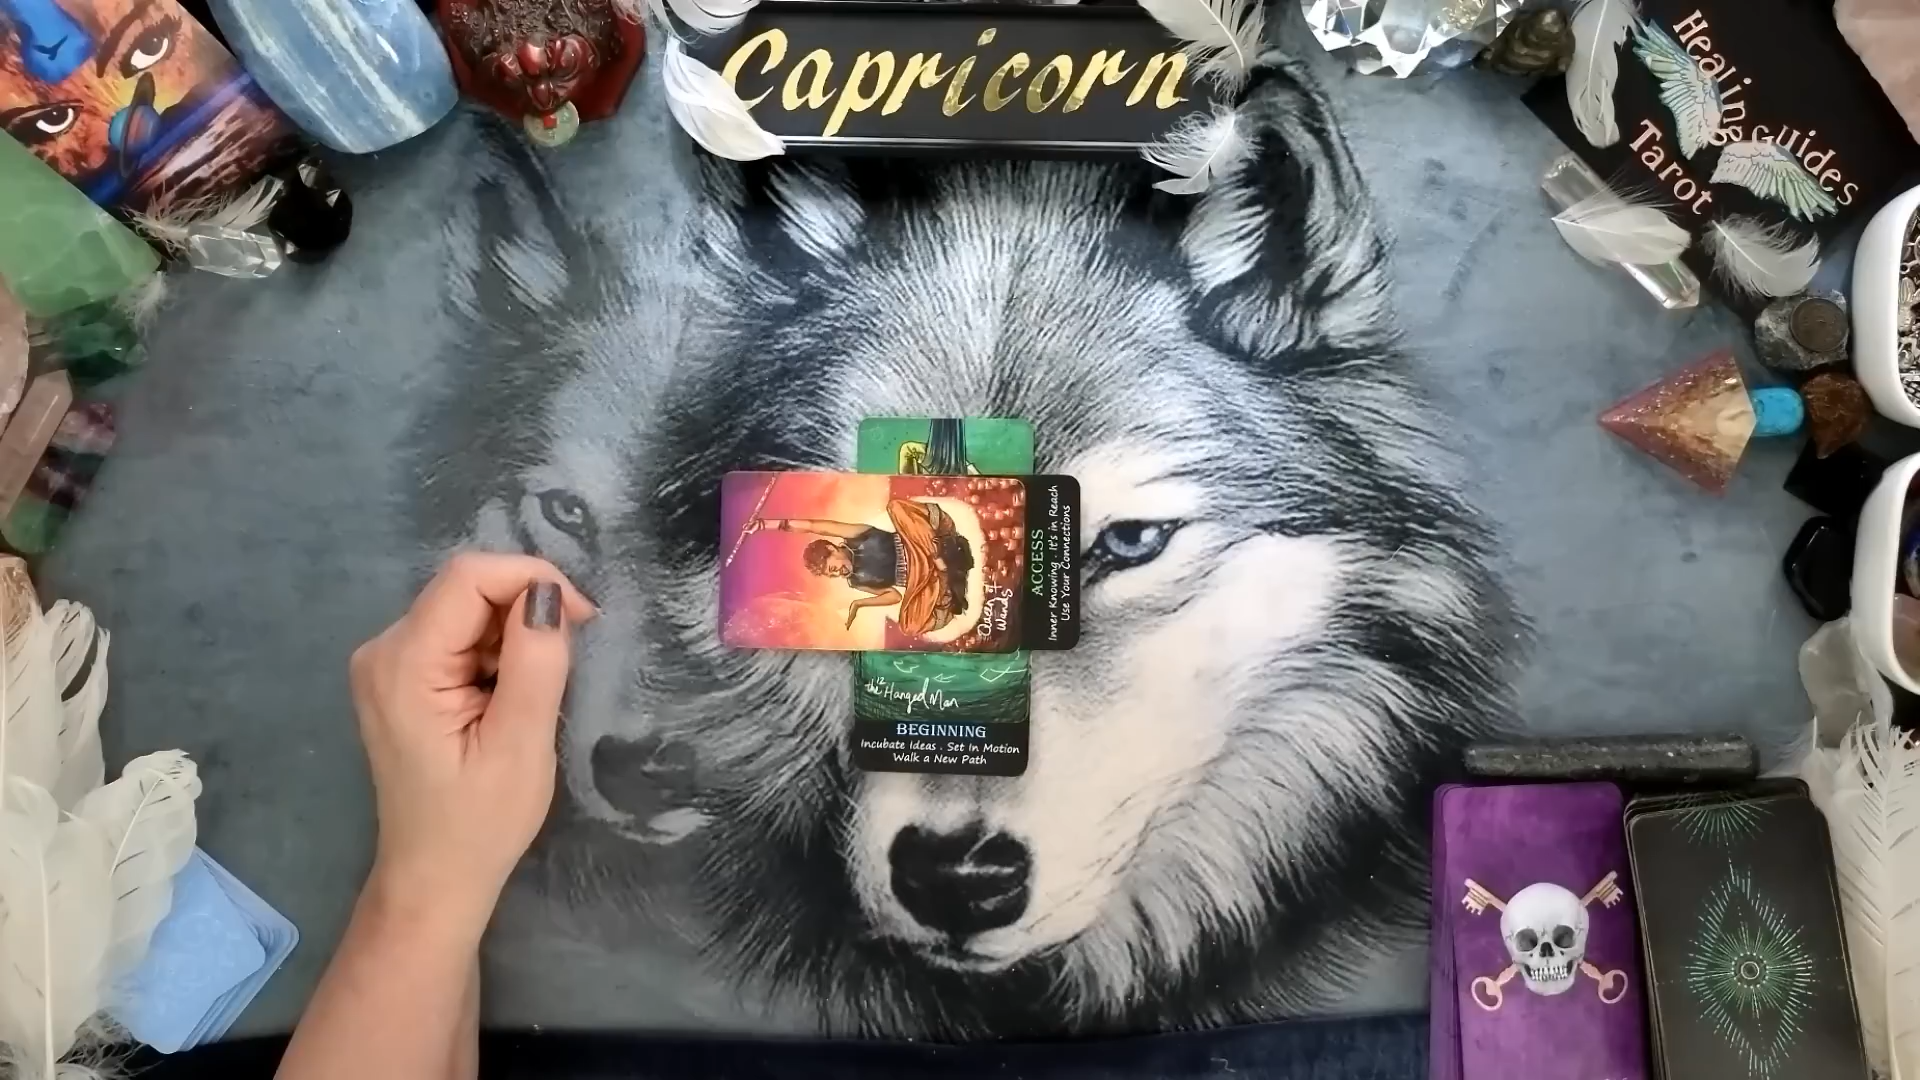 Capricorn
Healing Guides
Tarot
Queen of
Wands
ACCESS
Inner Knowing . It's in Reach
Use Your Connections
the 12 Hanged Man
BEGINNING
Incubate Ideas . Set In Motion
Walk a New Path